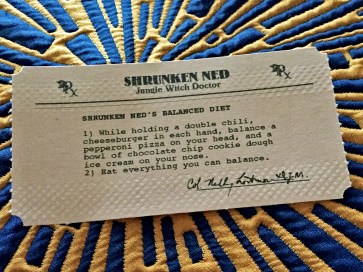 Rx
Rx
SHRUNKEN NED
Jungle Witch Doctor
SHRUNKEN NED'S BALANCED DIET
1) While holding a double chili,
cheeseburger in each hand, balance a
pepperoni pizza on your head, and a
bowl of chocolate chip cookie dough
ice cream on your nose.
2) Eat everything you can balance.
Col. Nelly